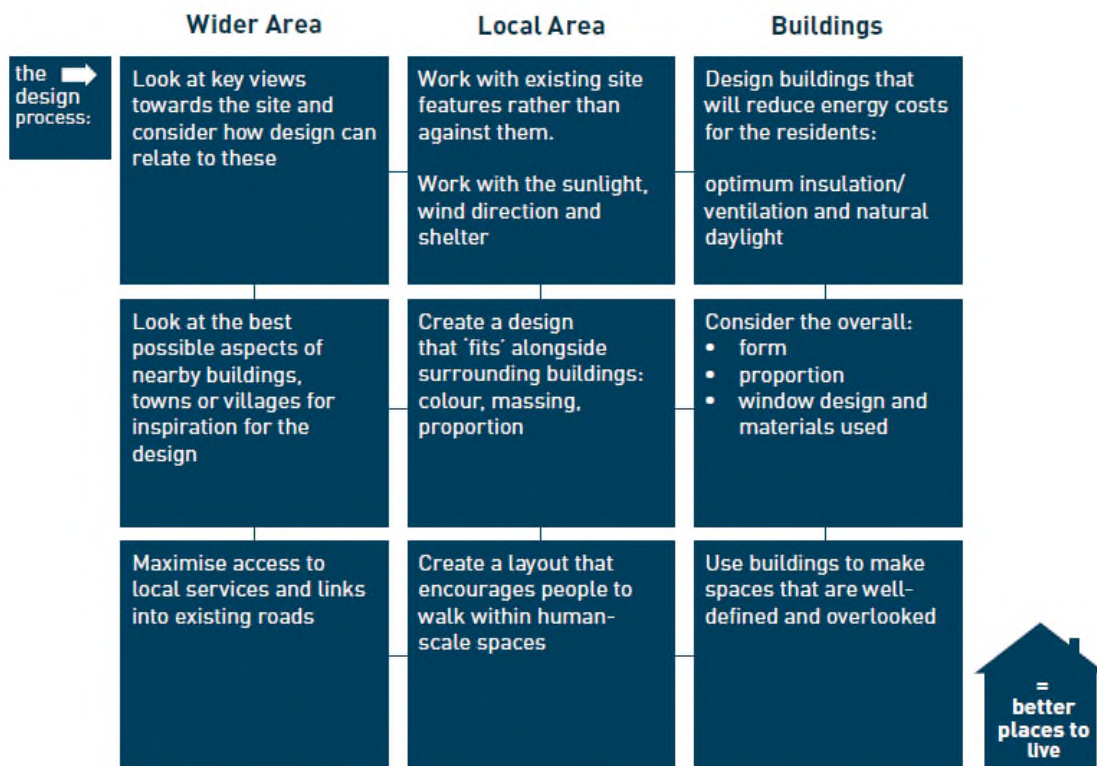 Wider Area
Local Area
Buildings
the
design
process:
Look at key views
towards the site and
consider how design can
relate to these
Work with existing site
features rather than
against them.
Work with the sunlight,
wind direction and
shelter
Design buildings that
will reduce energy costs
for the residents:
optimum insulation/
ventilation and natural
daylight
Look at the best
possible aspects of
nearby buildings,
towns or villages for
inspiration for the
design
Create a design
that ‘fits’ alongside
surrounding buildings:
colour, massing,
proportion
Consider the overall:
• form
• proportion
• window design and
materials used
Maximise access to
local services and links
into existing roads
Create a layout that
encourages people to
walk within human-
scale spaces
Use buildings to make
spaces that are well-
defined and overlooked
=
better
places to
live